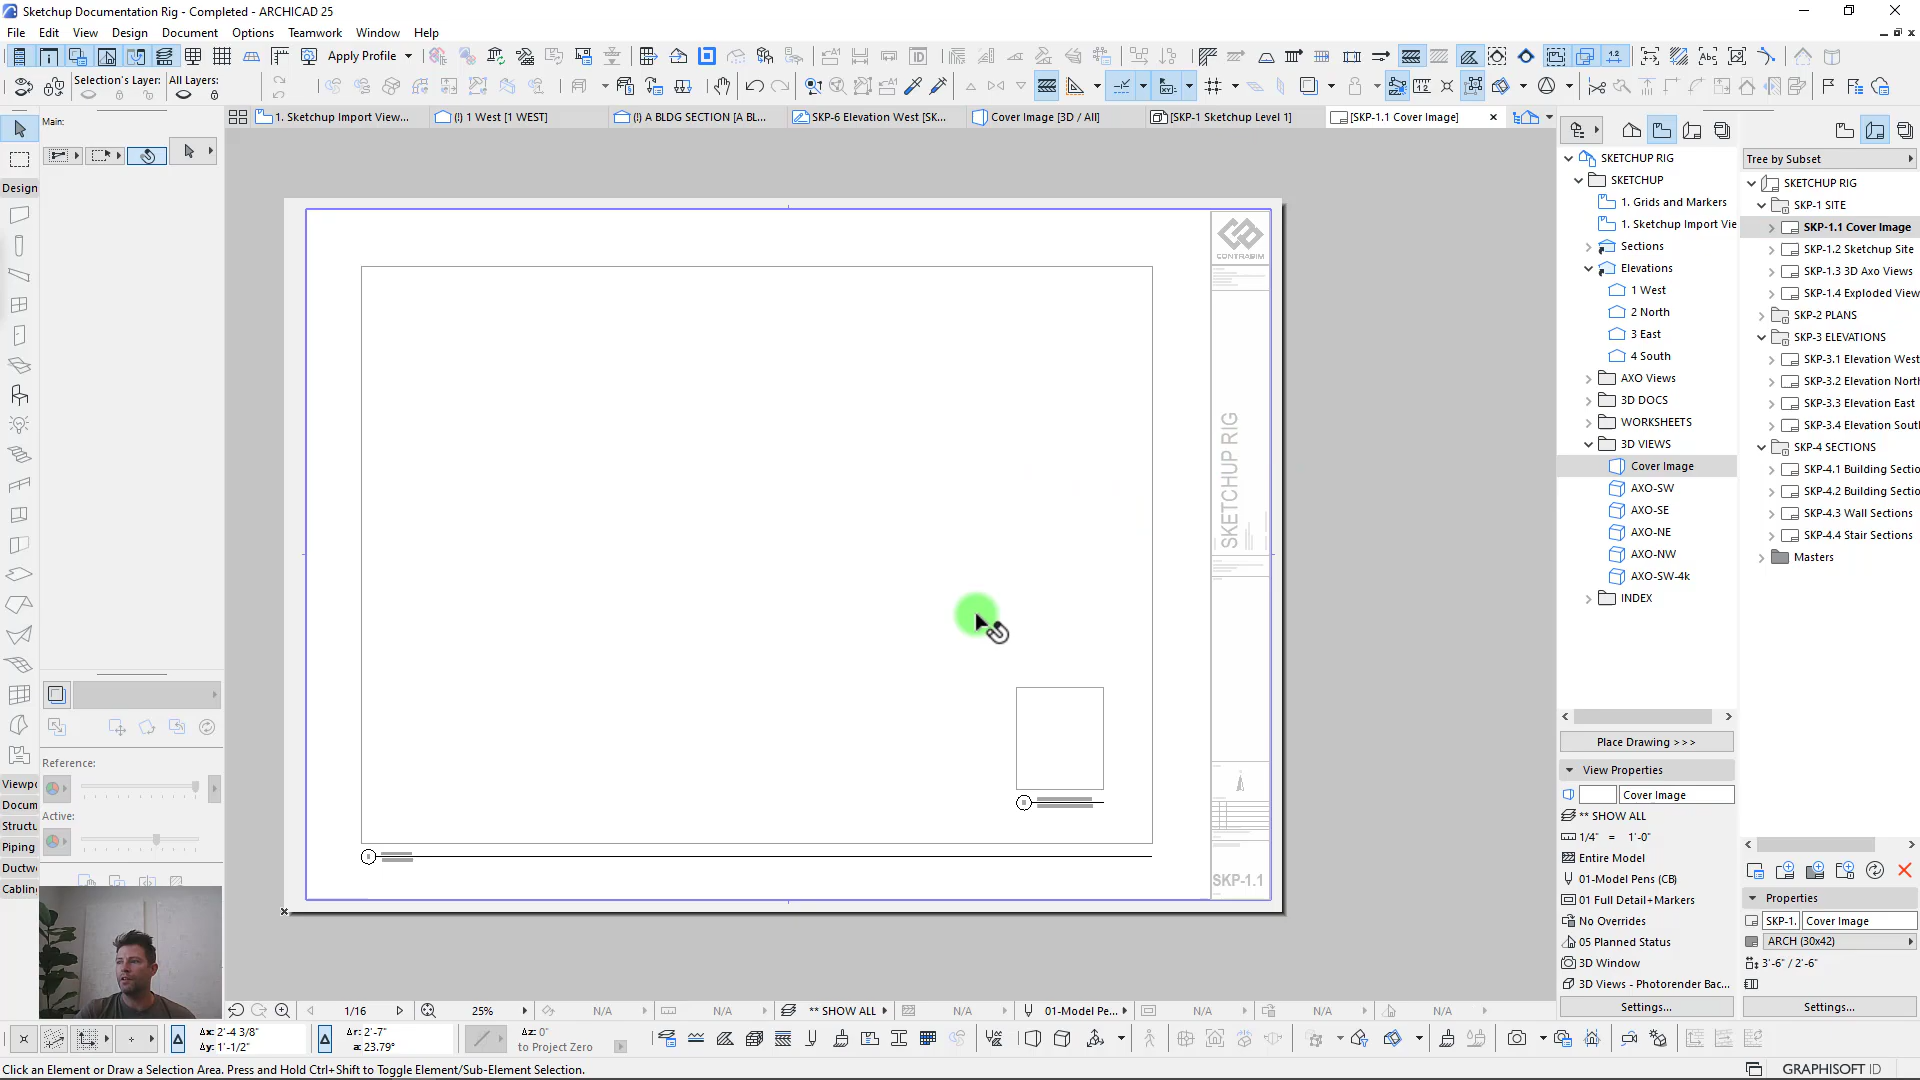 Sketchup Documentation Rig - Completed - ARCHICAD 25
File Edit View Design Document Options Teamwork Window Help
Apply Profile
Selection's Layer: All Layers:
1. Sketchup Import View...
(!) 1 West [1 WEST]
(!) A BLDG SECTION [A BL...
SKP-6 Elevation West [SK...
Cover Image [3D / All]
[SKP-1 Sketchup Level 1]
[SKP-1.1 Cover Image]
Main:
Design
Reference:
Active:
Viewpo
Docum
Structu
Piping
Ductwo
Cabling
CONTRABIM
SKETCHUP RIG
SKP-1.1
SKETCHUP RIG
SKETCHUP
1. Grids and Markers
1. Sketchup Import Vie
Sections
Elevations
1 West
2 North
3 East
4 South
AXO Views
3D DOCS
WORKSHEETS
3D VIEWS
Cover Image
AXO-SW
AXO-SE
AXO-NE
AXO-NW
AXO-SW-4k
INDEX
Place Drawing >>>
View Properties
Cover Image
** SHOW ALL
1/4" = 1'-0"
Entire Model
01-Model Pens (CB)
01 Full Detail+Markers
No Overrides
05 Planned Status
3D Window
3D Views - Photorender Bac...
Settings...
Tree by Subset
SKETCHUP RIG
SKP-1 SITE
SKP-1.1 Cover Image
SKP-1.2 Sketchup Site
SKP-1.3 3D Axo Views
SKP-1.4 Exploded View
SKP-2 PLANS
SKP-3 ELEVATIONS
SKP-3.1 Elevation West
SKP-3.2 Elevation North
SKP-3.3 Elevation East
SKP-3.4 Elevation South
SKP-4 SECTIONS
SKP-4.1 Building Sectio
SKP-4.2 Building Sectio
SKP-4.3 Wall Sections
SKP-4.4 Stair Sections
Masters
Properties
SKP-1. Cover Image
ARCH (30x42)
3'-6" / 2'-6"
Settings...
1/16 25% N/A N/A ** SHOW ALL N/A 01-Model Pe... N/A N/A N/A
Δx: 2'-4 3/8" Δr: 2'-7" Δz: 0"
Δy: 1'-1/2" a: 23.79° to Project Zero
Click an Element or Draw a Selection Area. Press and Hold Ctrl+Shift to Toggle Element/Sub-Element Selection.
GRAPHISOFT ID